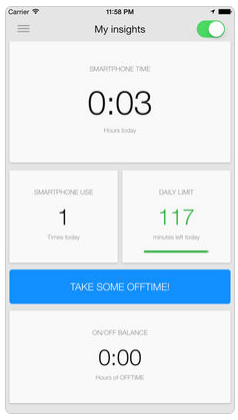 Carrier 11:58 PM
My insights
SMARTPHONE TIME
0:03
Hours today
SMARTPHONE USE
1
Times today
DAILY LIMIT
117
minutes left today
TAKE SOME OFFTIME!
ON/OFF BALANCE
0:00
Hours of OFFTIME